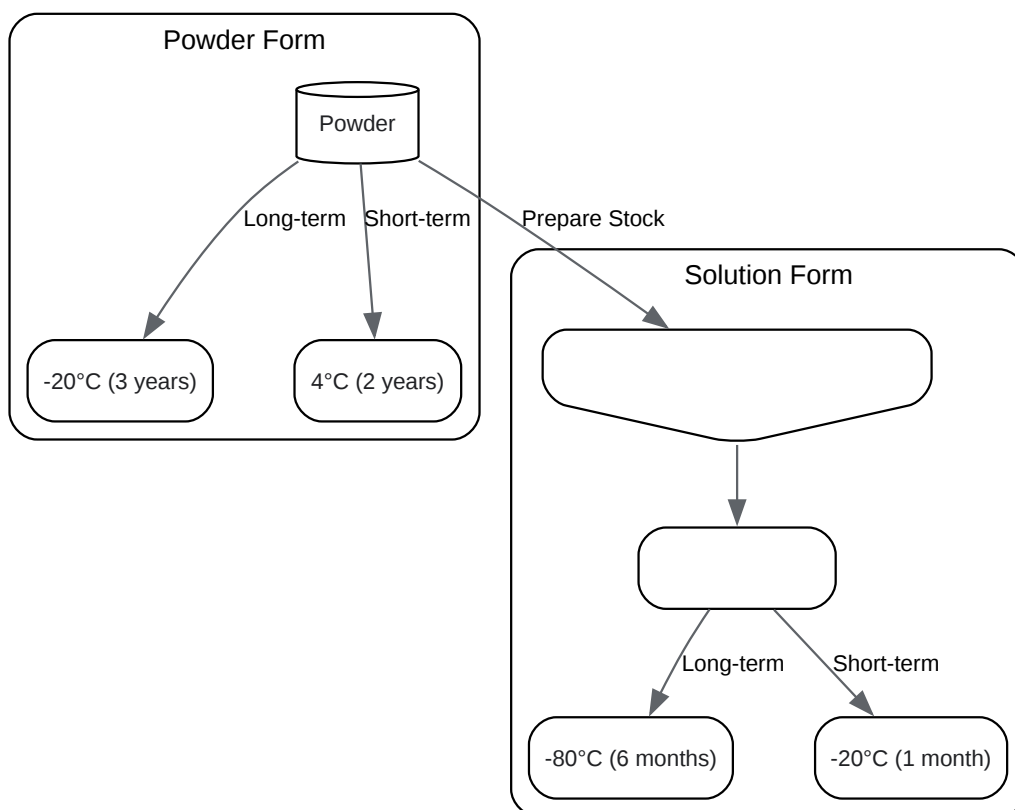 Powder Form
Powder
Long-term
Short-term
Prepare Stock
Solution Form
-20°C (3 years)
4°C (2 years)
Long-term
Short-term
-80°C (6 months)
-20°C (1 month)